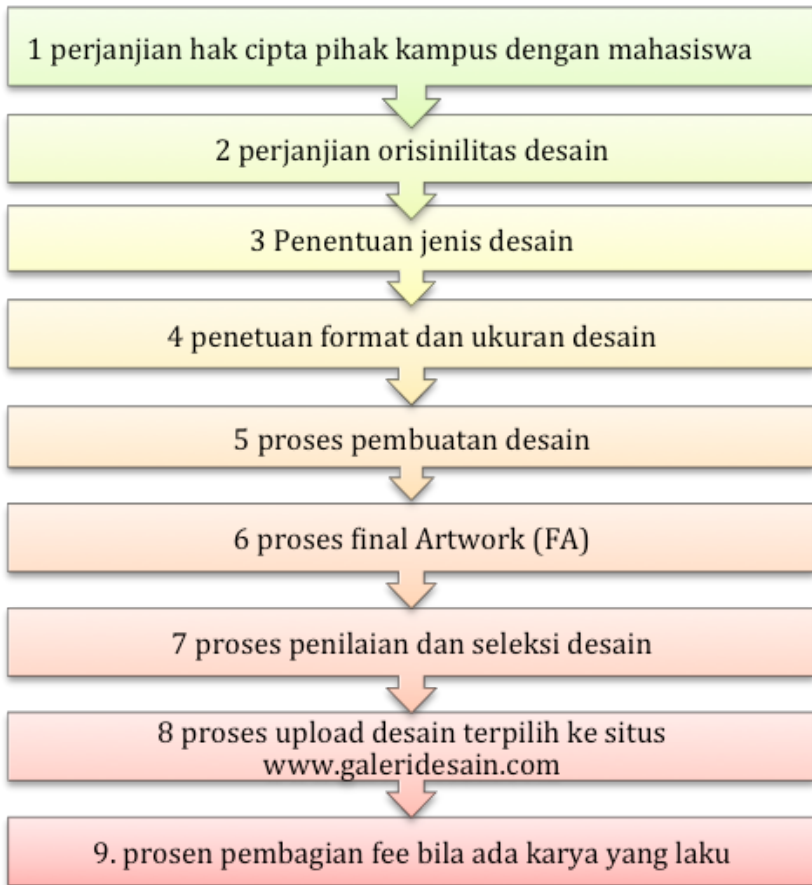 1 perjanjian hak cipta pihak kampus dengan mahasiswa
2 perjanjian orisinilitas desain
3 Penentuan jenis desain
4 penetuan format dan ukuran desain
5 proses pembuatan desain
6 proses final Artwork (FA)
7 proses penilaian dan seleksi desain
8 proses upload desain terpilih ke situs
www.galeridesain.com
9. prosen pembagian fee bila ada karya yang laku